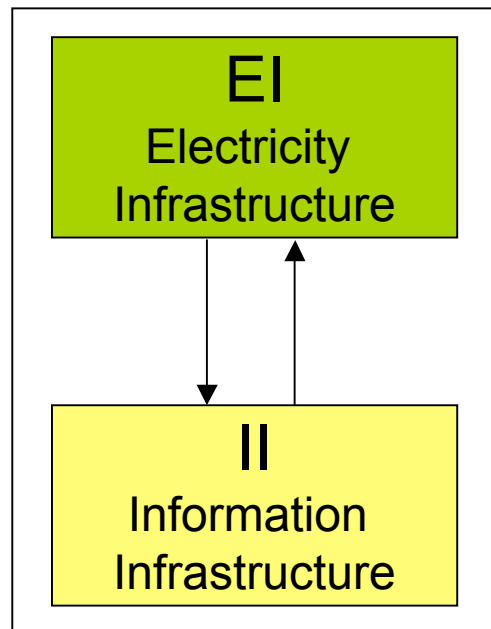 EI
Electricity
Infrastructure
II
Information
Infrastructure